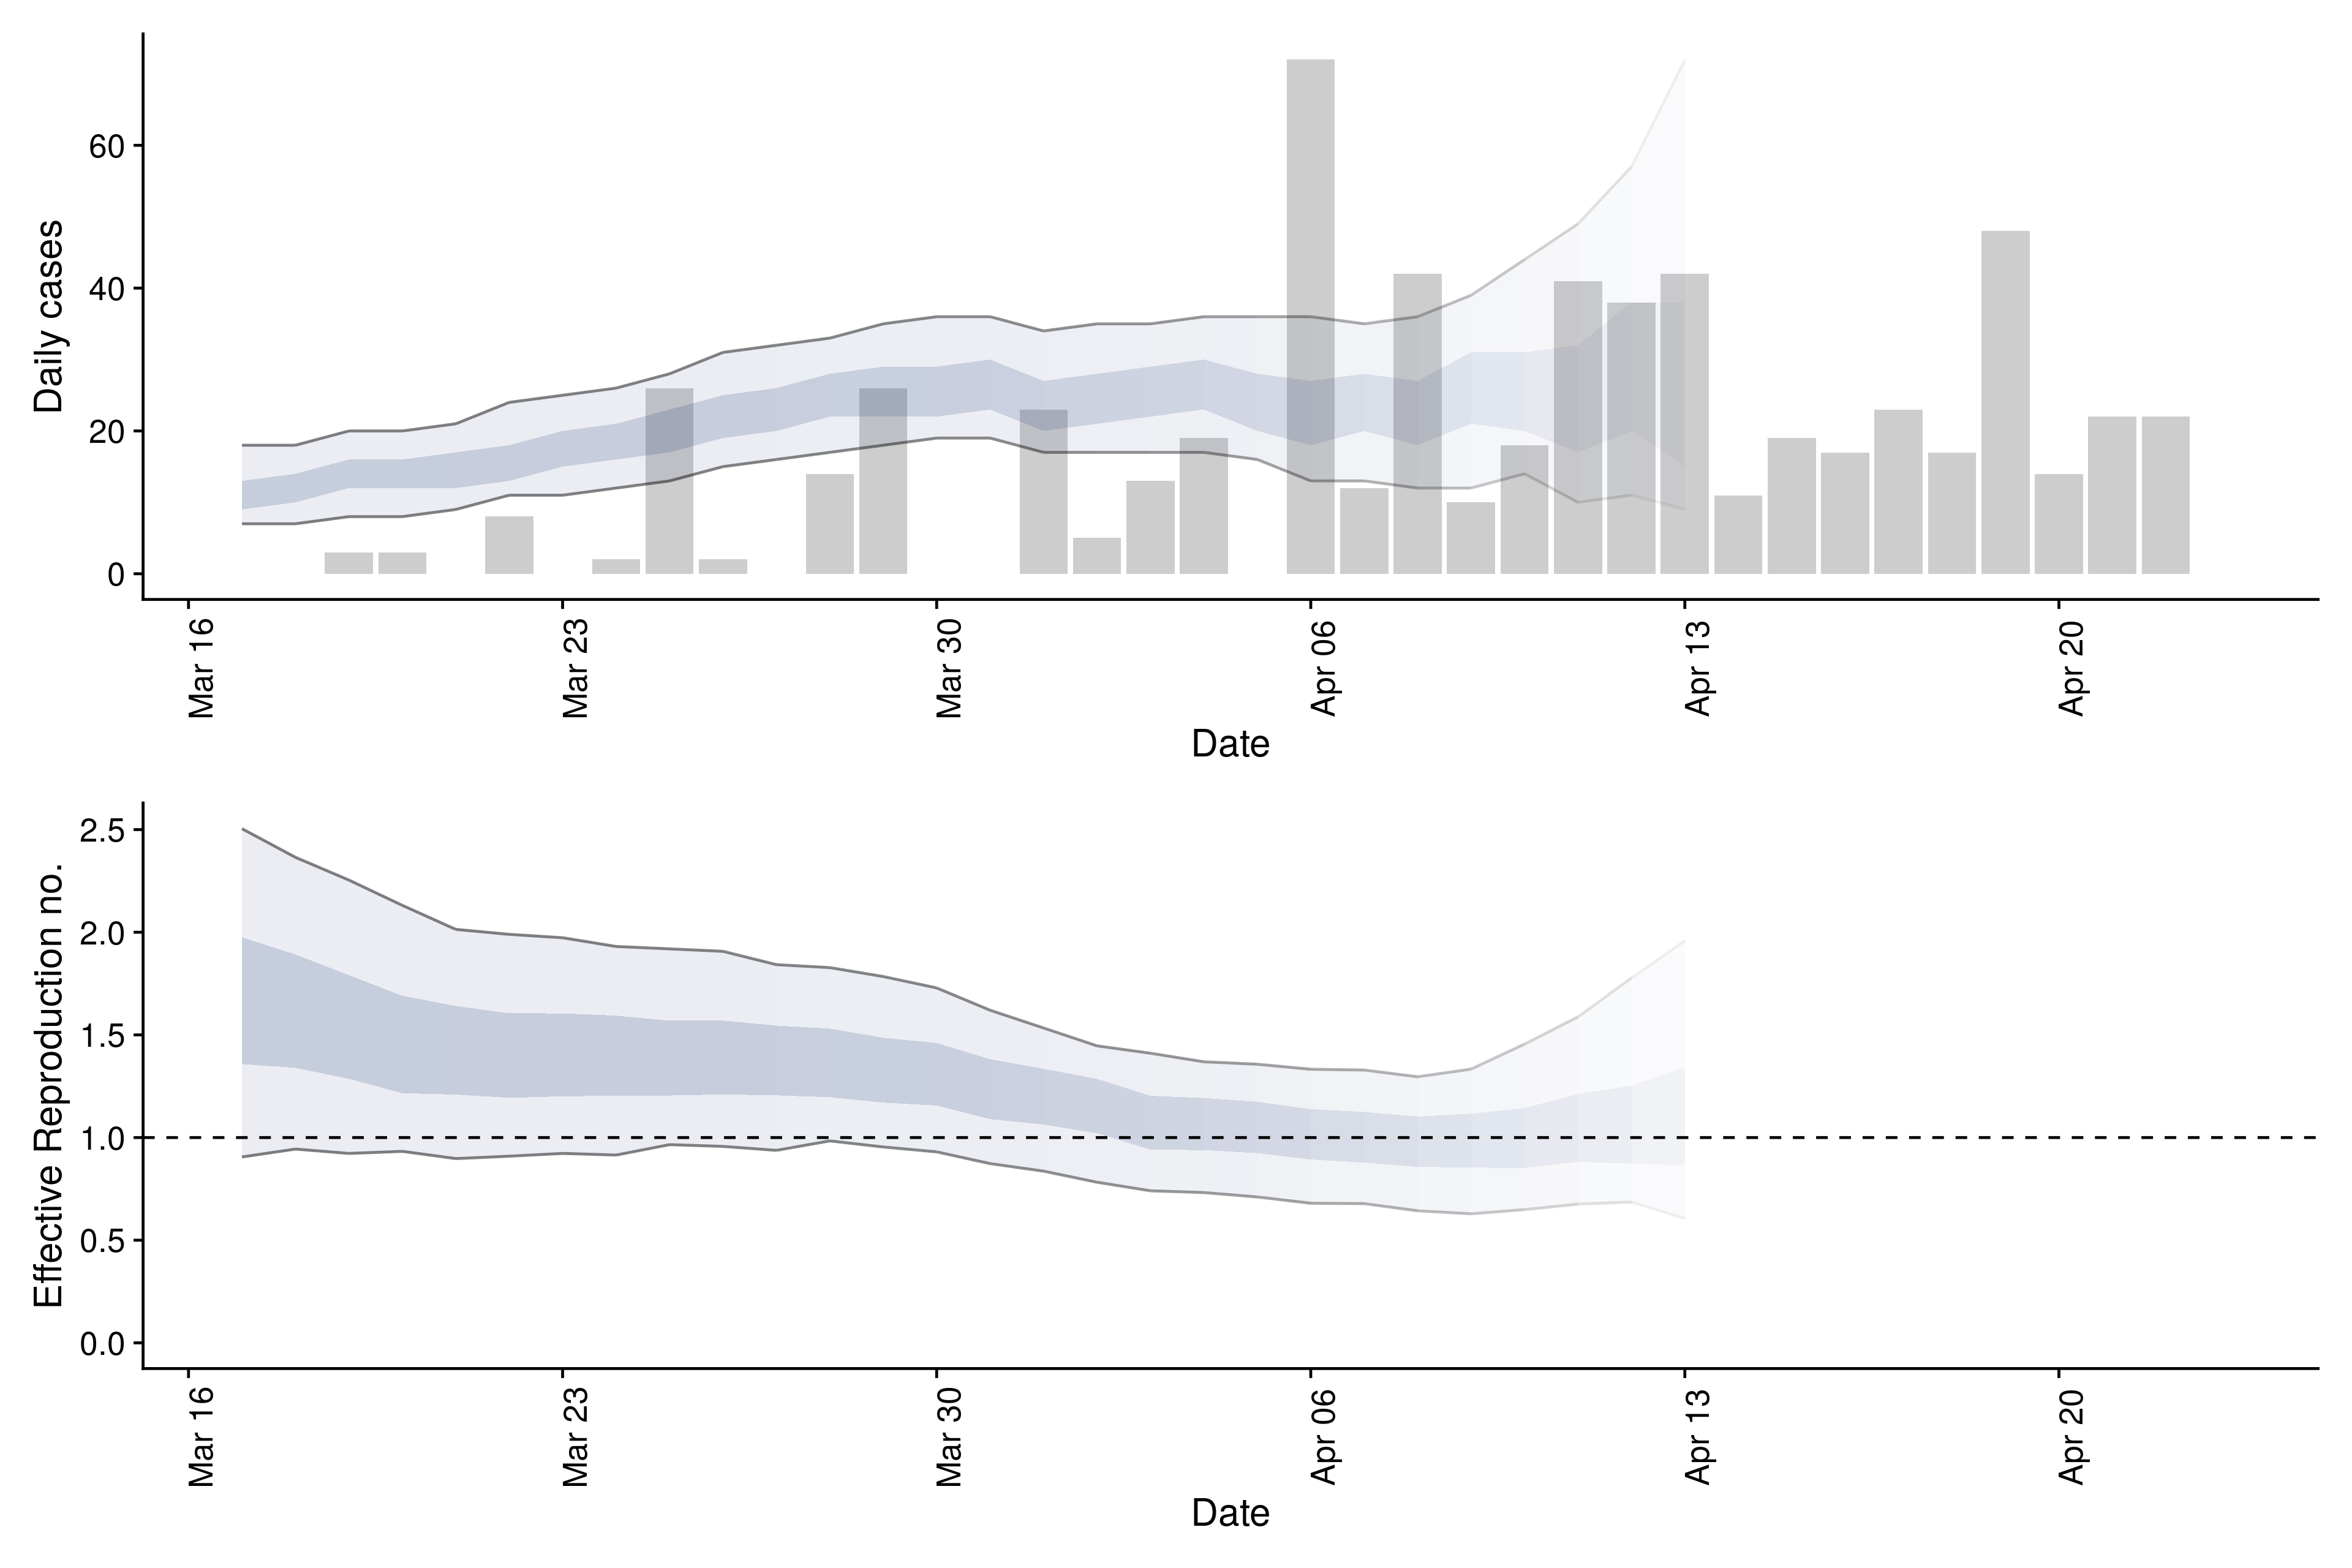 Daily cases
60
40
20
0
Mar 16
Mar 23
Mar 30
Apr 06
Apr 13
Apr 20
Date
Effective Reproduction no.
2.5
2.0
1.5
1.0
0.5
0.0
Mar 16
Mar 23
Mar 30
Apr 06
Apr 13
Apr 20
Date